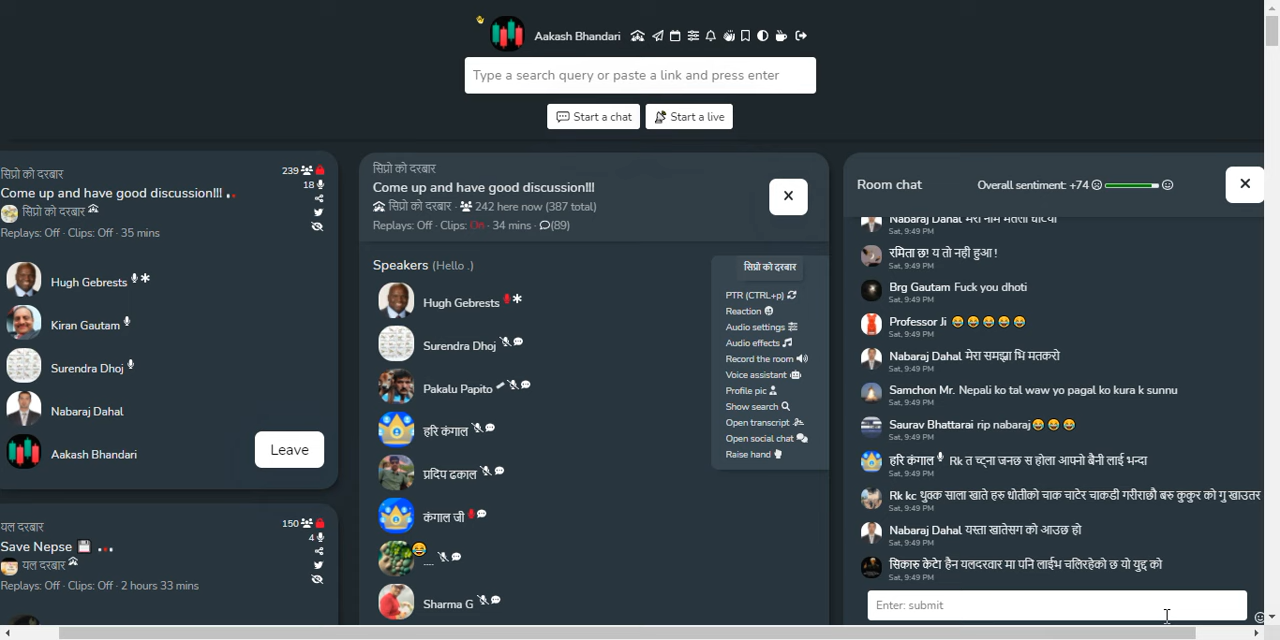 Aakash Bhandari
Type a search query or paste a link and press enter
Start a chat
Start a live
सिप्रो को दरबार
239
Come up and have good discussion!!!
18
सिप्रो को दरबार
Replays: Off · Clips: Off · 35 mins
Hugh Gebrests
Kiran Gautam
Surendra Dhoj
Nabaraj Dahal
Aakash Bhandari
Leave
यल दरबार
150
Save Nepse
4
यल दरबार
Replays: Off · Clips: Off · 2 hours 33 mins
सिप्रो को दरबार
Come up and have good discussion!!!
सिप्रो को दरबार · 242 here now (387 total)
Replays: Off · Clips: On · 34 mins · (89)
Speakers (Hello .)
Hugh Gebrests
Surendra Dhoj
Pakalu Papito
हरि कंगाल
प्रदिप ढकाल
कंगाल जी
....
Sharma G
सिप्रो को दरबार
PTR (CTRL+p)
Reaction
Audio settings
Audio effects
Record the room
Voice assistant
Profile pic
Show search
Open transcript
Open social chat
Raise hand
Room chat
Overall sentiment: +74
Nabaraj Dahal मेरा नाम मतली
Sat, 9:49 PM
रमिता छ! य तो नही हुआ !
Sat, 9:49 PM
Brg Gautam Fuck you dhoti
Sat, 9:49 PM
Professor Ji 😂😂😂😂😂
Sat, 9:49 PM
Nabaraj Dahal मेरा समझा भि मतकरो
Sat, 9:49 PM
Samchon Mr. Nepali ko tal waw yo pagal ko kura k sunnu
Sat, 9:49 PM
Saurav Bhattarai rip nabaraj😂😂😂
Sat, 9:49 PM
हरि कंगाल Rk त च्ट्ना जनछ स होला आपनो बैनी लाई भन्दा
Sat, 9:49 PM
Rk kc थुक्क साला खाते हरु धोतीको चाक चाटेर चाकडी गरीराछौ बरु कुकुर को गु खाउतर
Sat, 9:49 PM
Nabaraj Dahal यस्ता खातेसग को आउछ हो
Sat, 9:49 PM
सिकारु केटा हैन यलदरवार मा पनि लाईभ चलिरहेको छ यो युद्द को
Sat, 9:49 PM
Enter: submit